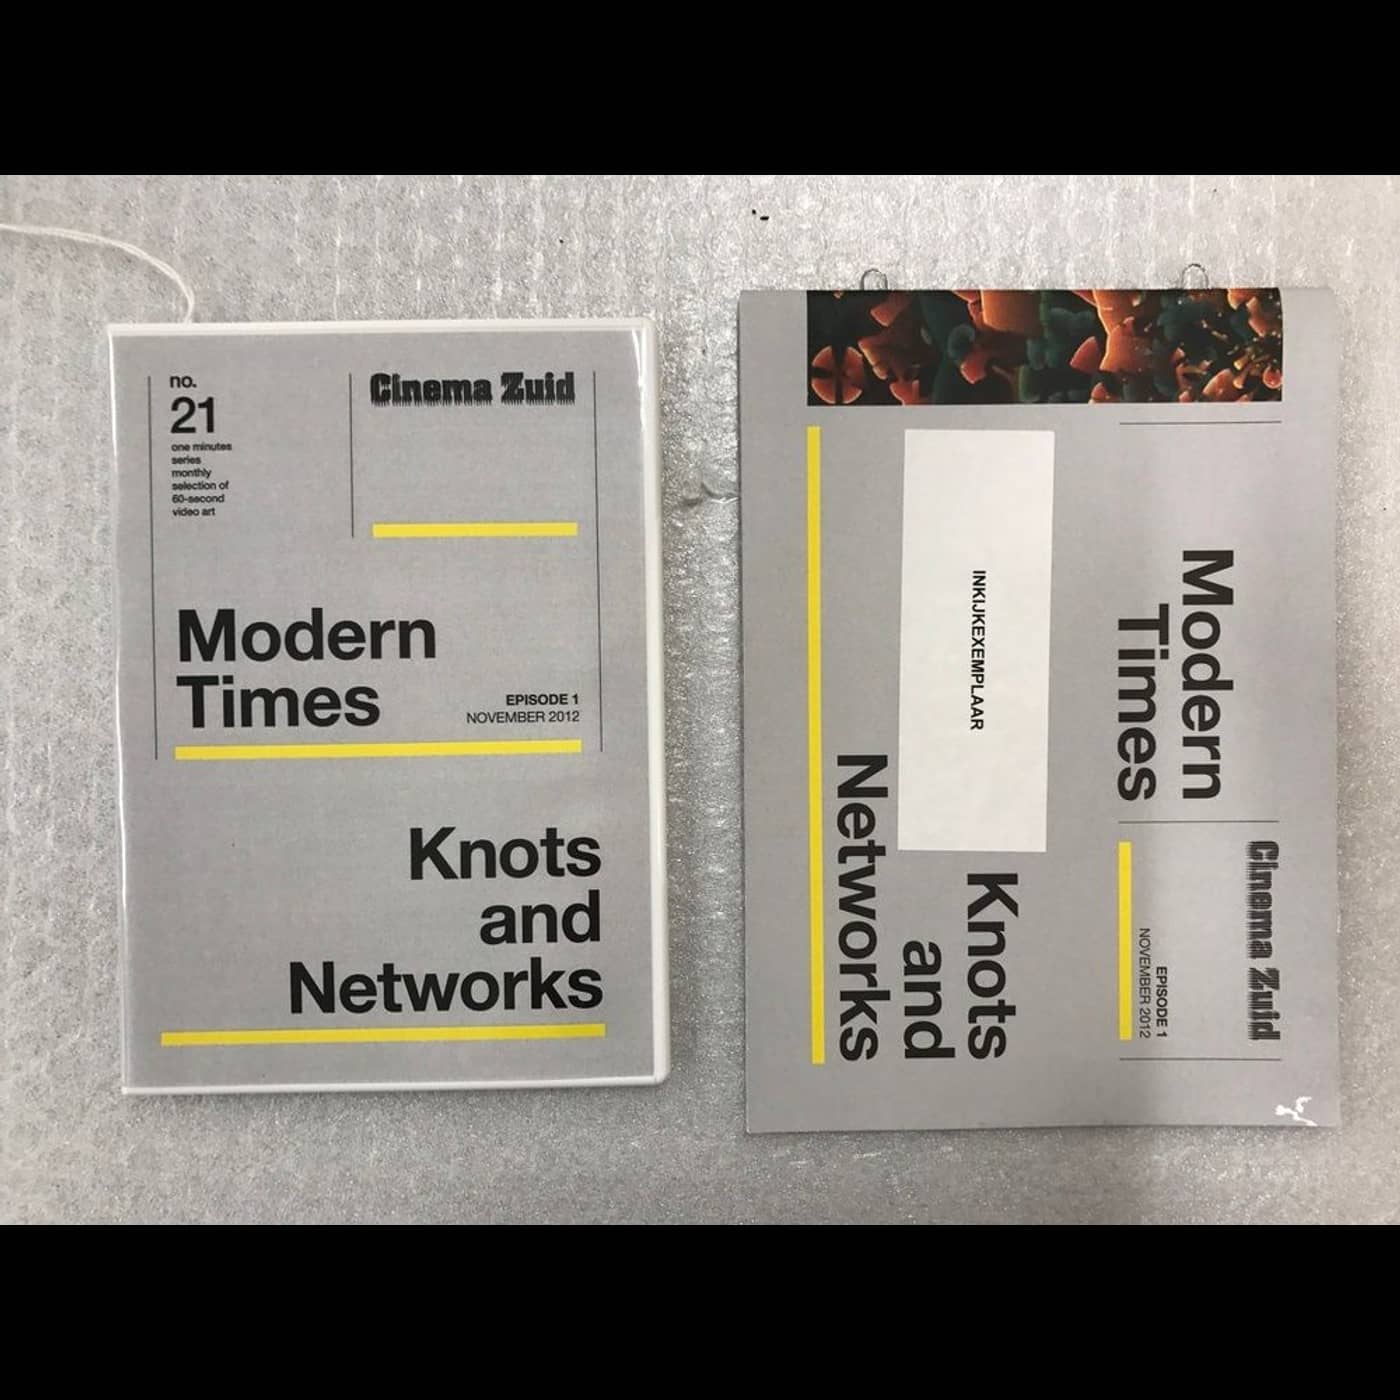 no.
21
one minutes
series
monthly
selection of
60-second
video art
Cinema Zuid
Modern
Times
EPISODE 1
NOVEMBER 2012
Knots
and
Networks
Cinema Zuid
Modern
Times
EPISODE 1
NOVEMBER 2012
Knots
and
Networks
INKIJKEXEMPLAAR